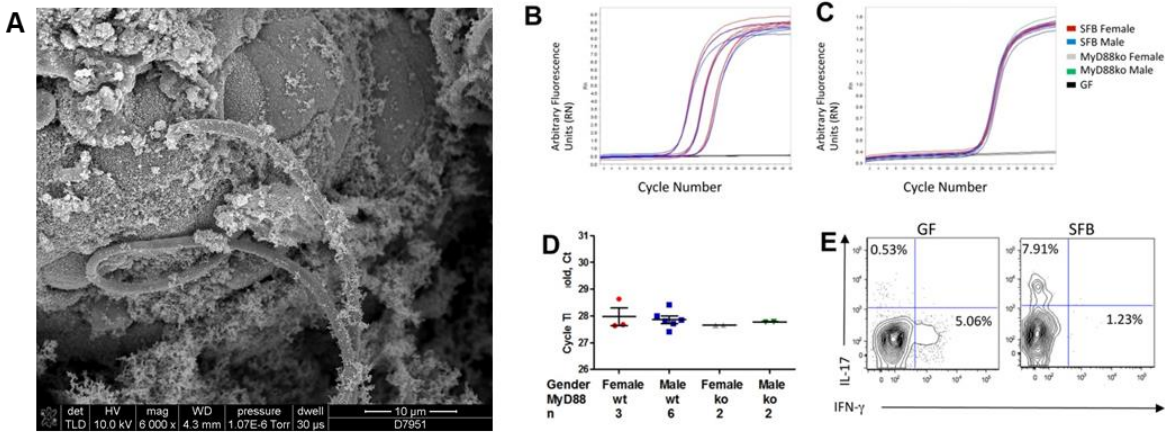 A
det
HV
mag
WD
pressure
dwell
10 µm
TLD
10.0 kV
6 000 x
4.3 mm
1.07E-6 Torr
30 µs
D7951
B
Arbitrary Fluorescence
Units (RN)
Cycle Number
C
Arbitrary Fluorescence
Units (RN)
Cycle Number
SFB Female
SFB Male
MyD88ko Female
MyD88ko Male
GF
D
31
30
29
28
27
26
Cycle
old, Ct
Gender Female Male Female Male
MyD88 wt wt ko ko
n 3 6 2 2
E
GF
SFB
0.53%
5.06%
7.91%
1.23%
IL-17
IFN-γ